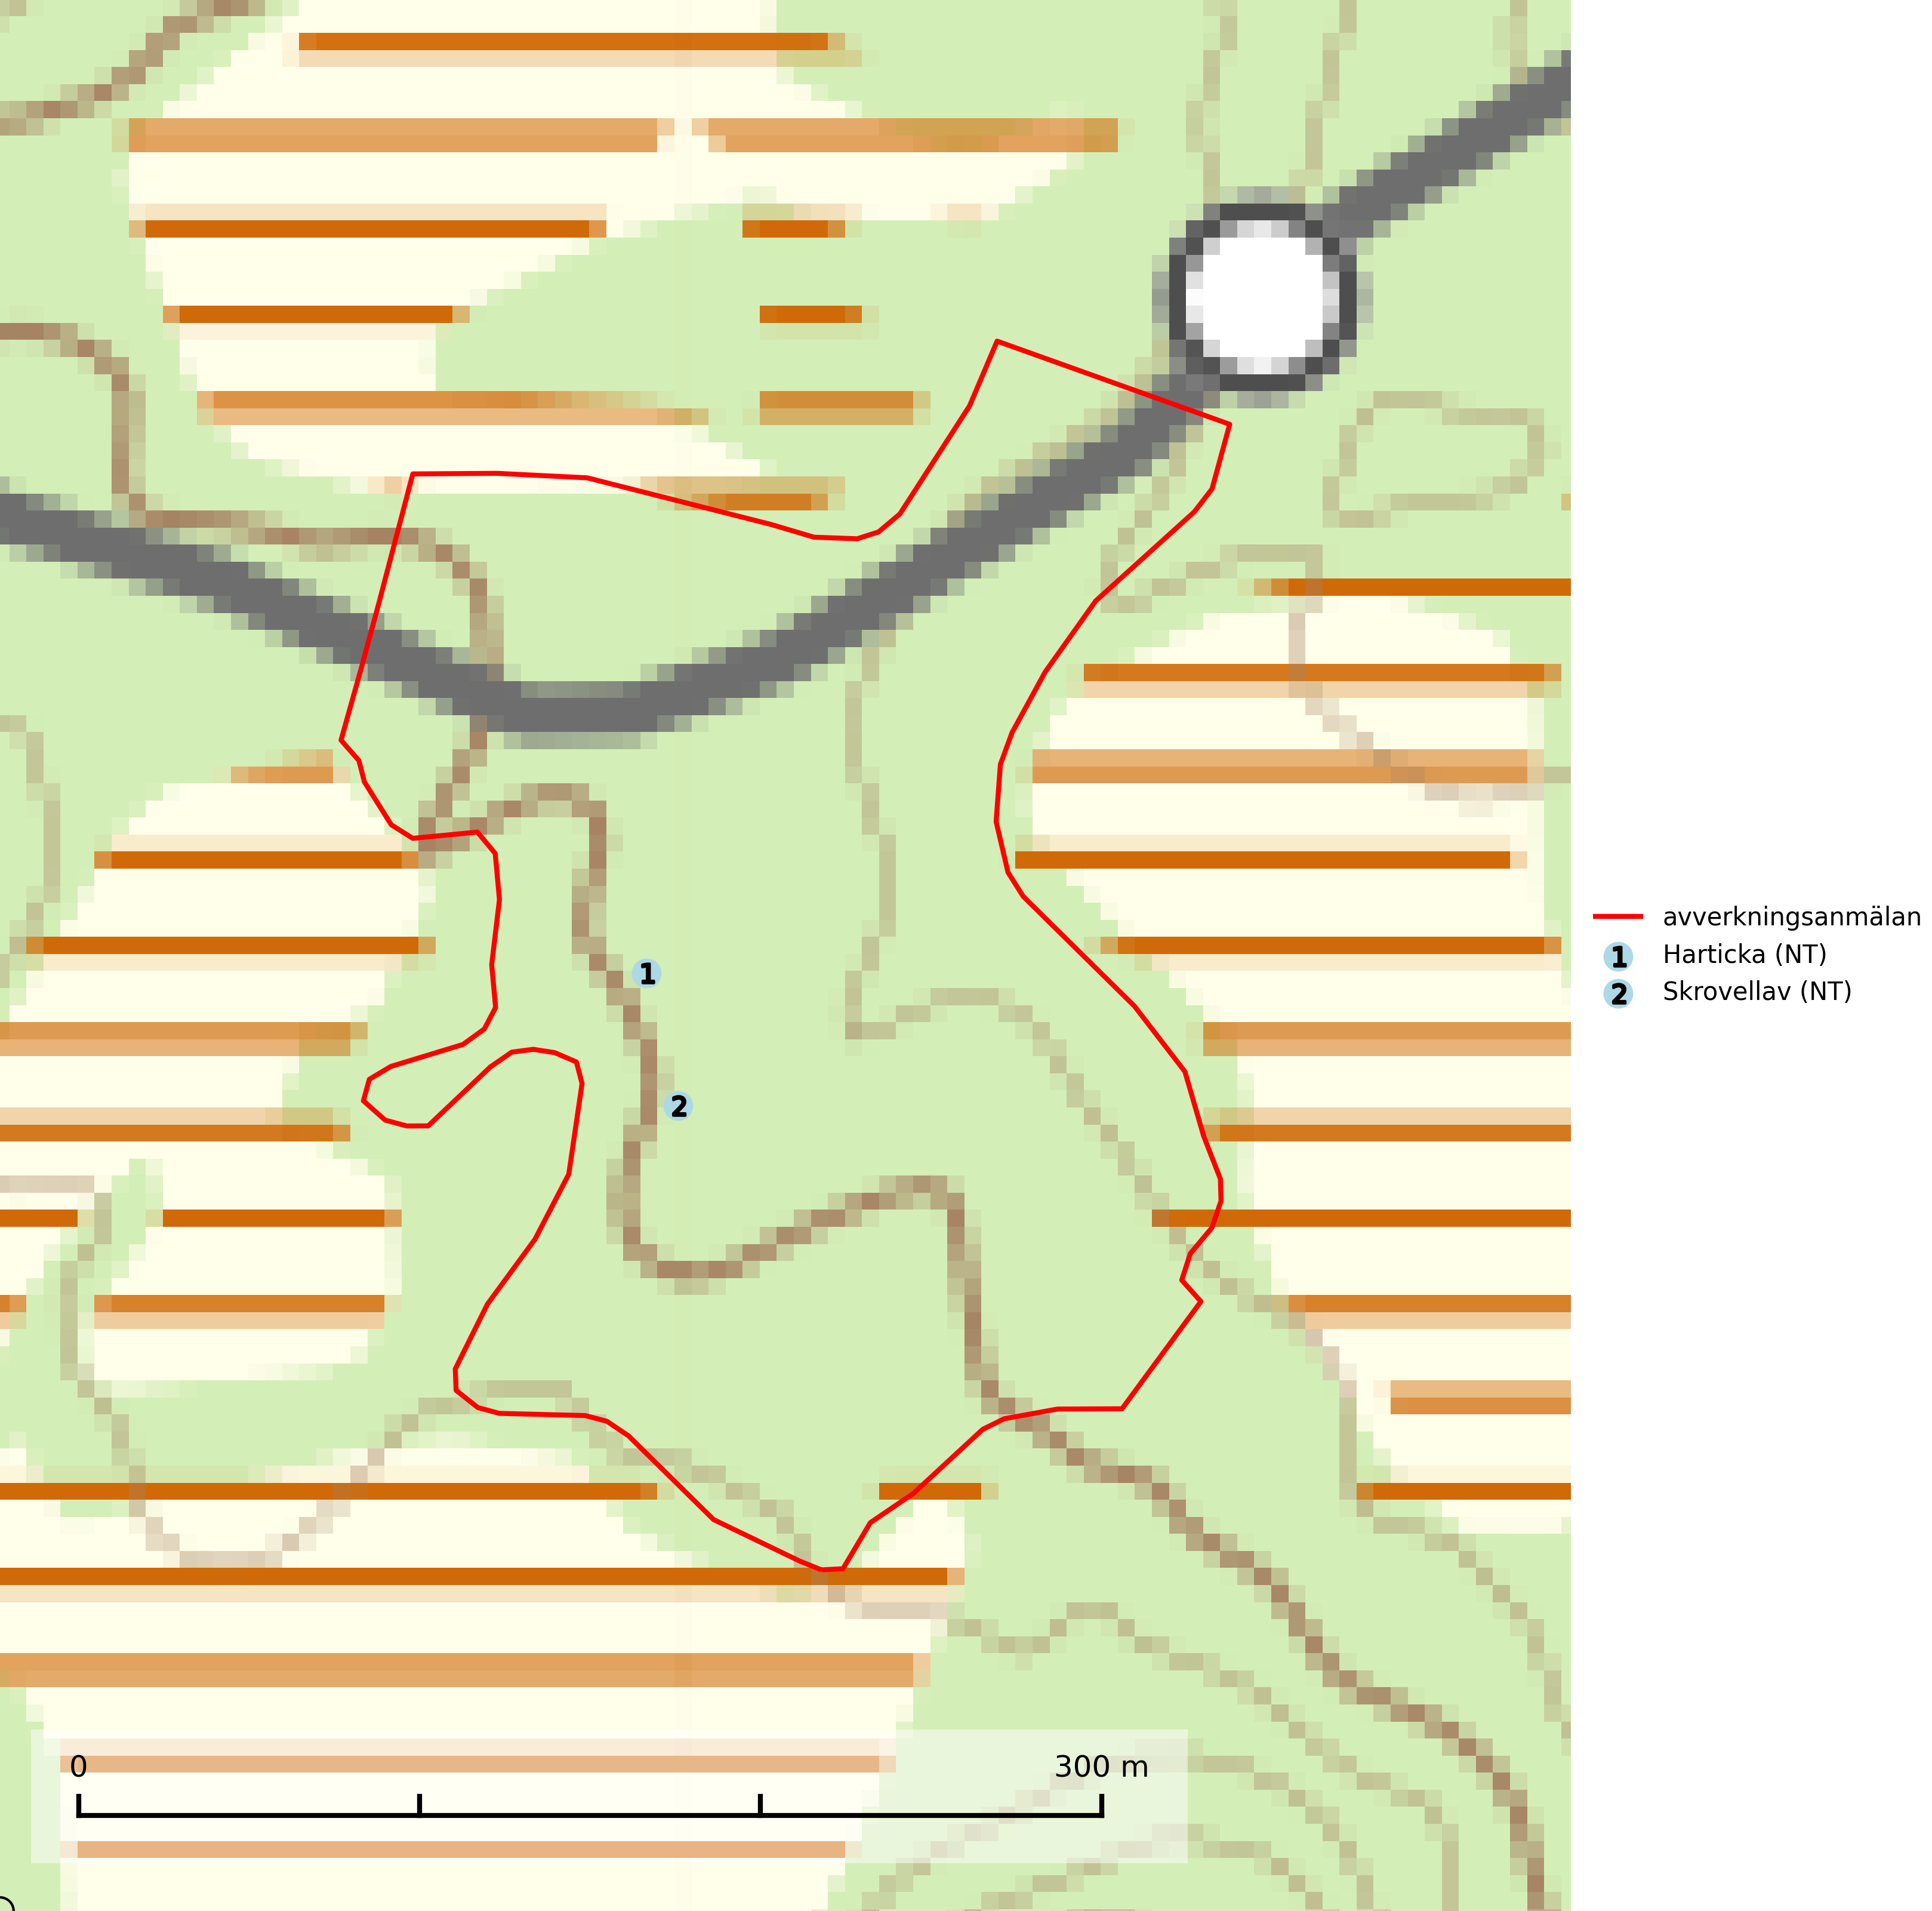 avverkningsanmälan
1 Harticka (NT)
2 Skrovellav (NT)
1
2
0 300 m